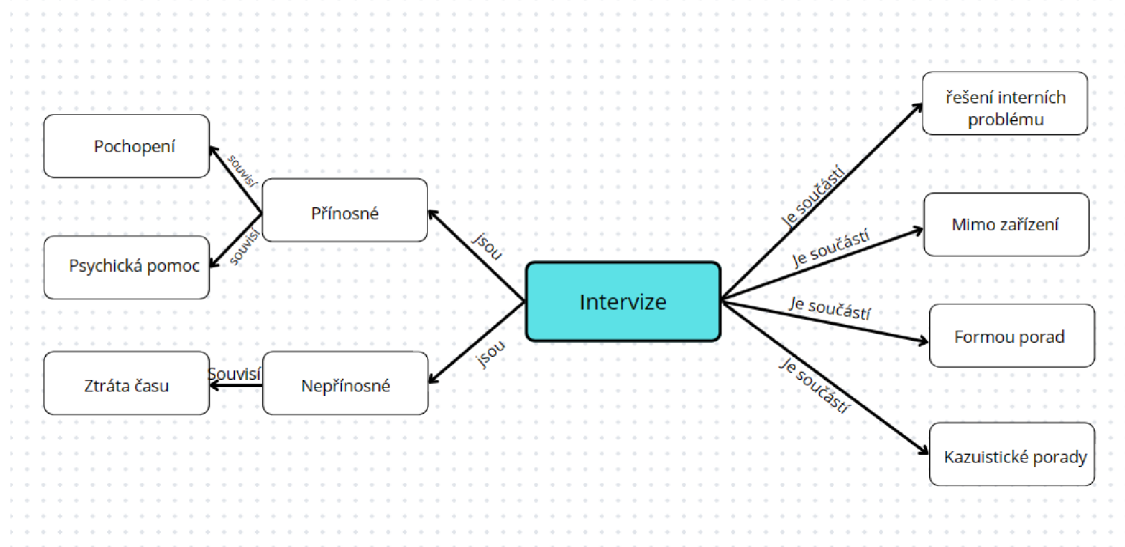 řešení interních
problému
Pochopení
souvisí
Je součástí
Přínosné
Mimo zařízení
jsou
souvisí
Je součástí
Psychická pomoc
Intervize
Je součástí
Formou porad
jsou
Souvisí
Ztráta času
Nepřínosné
Je součástí
Kazuistické porady